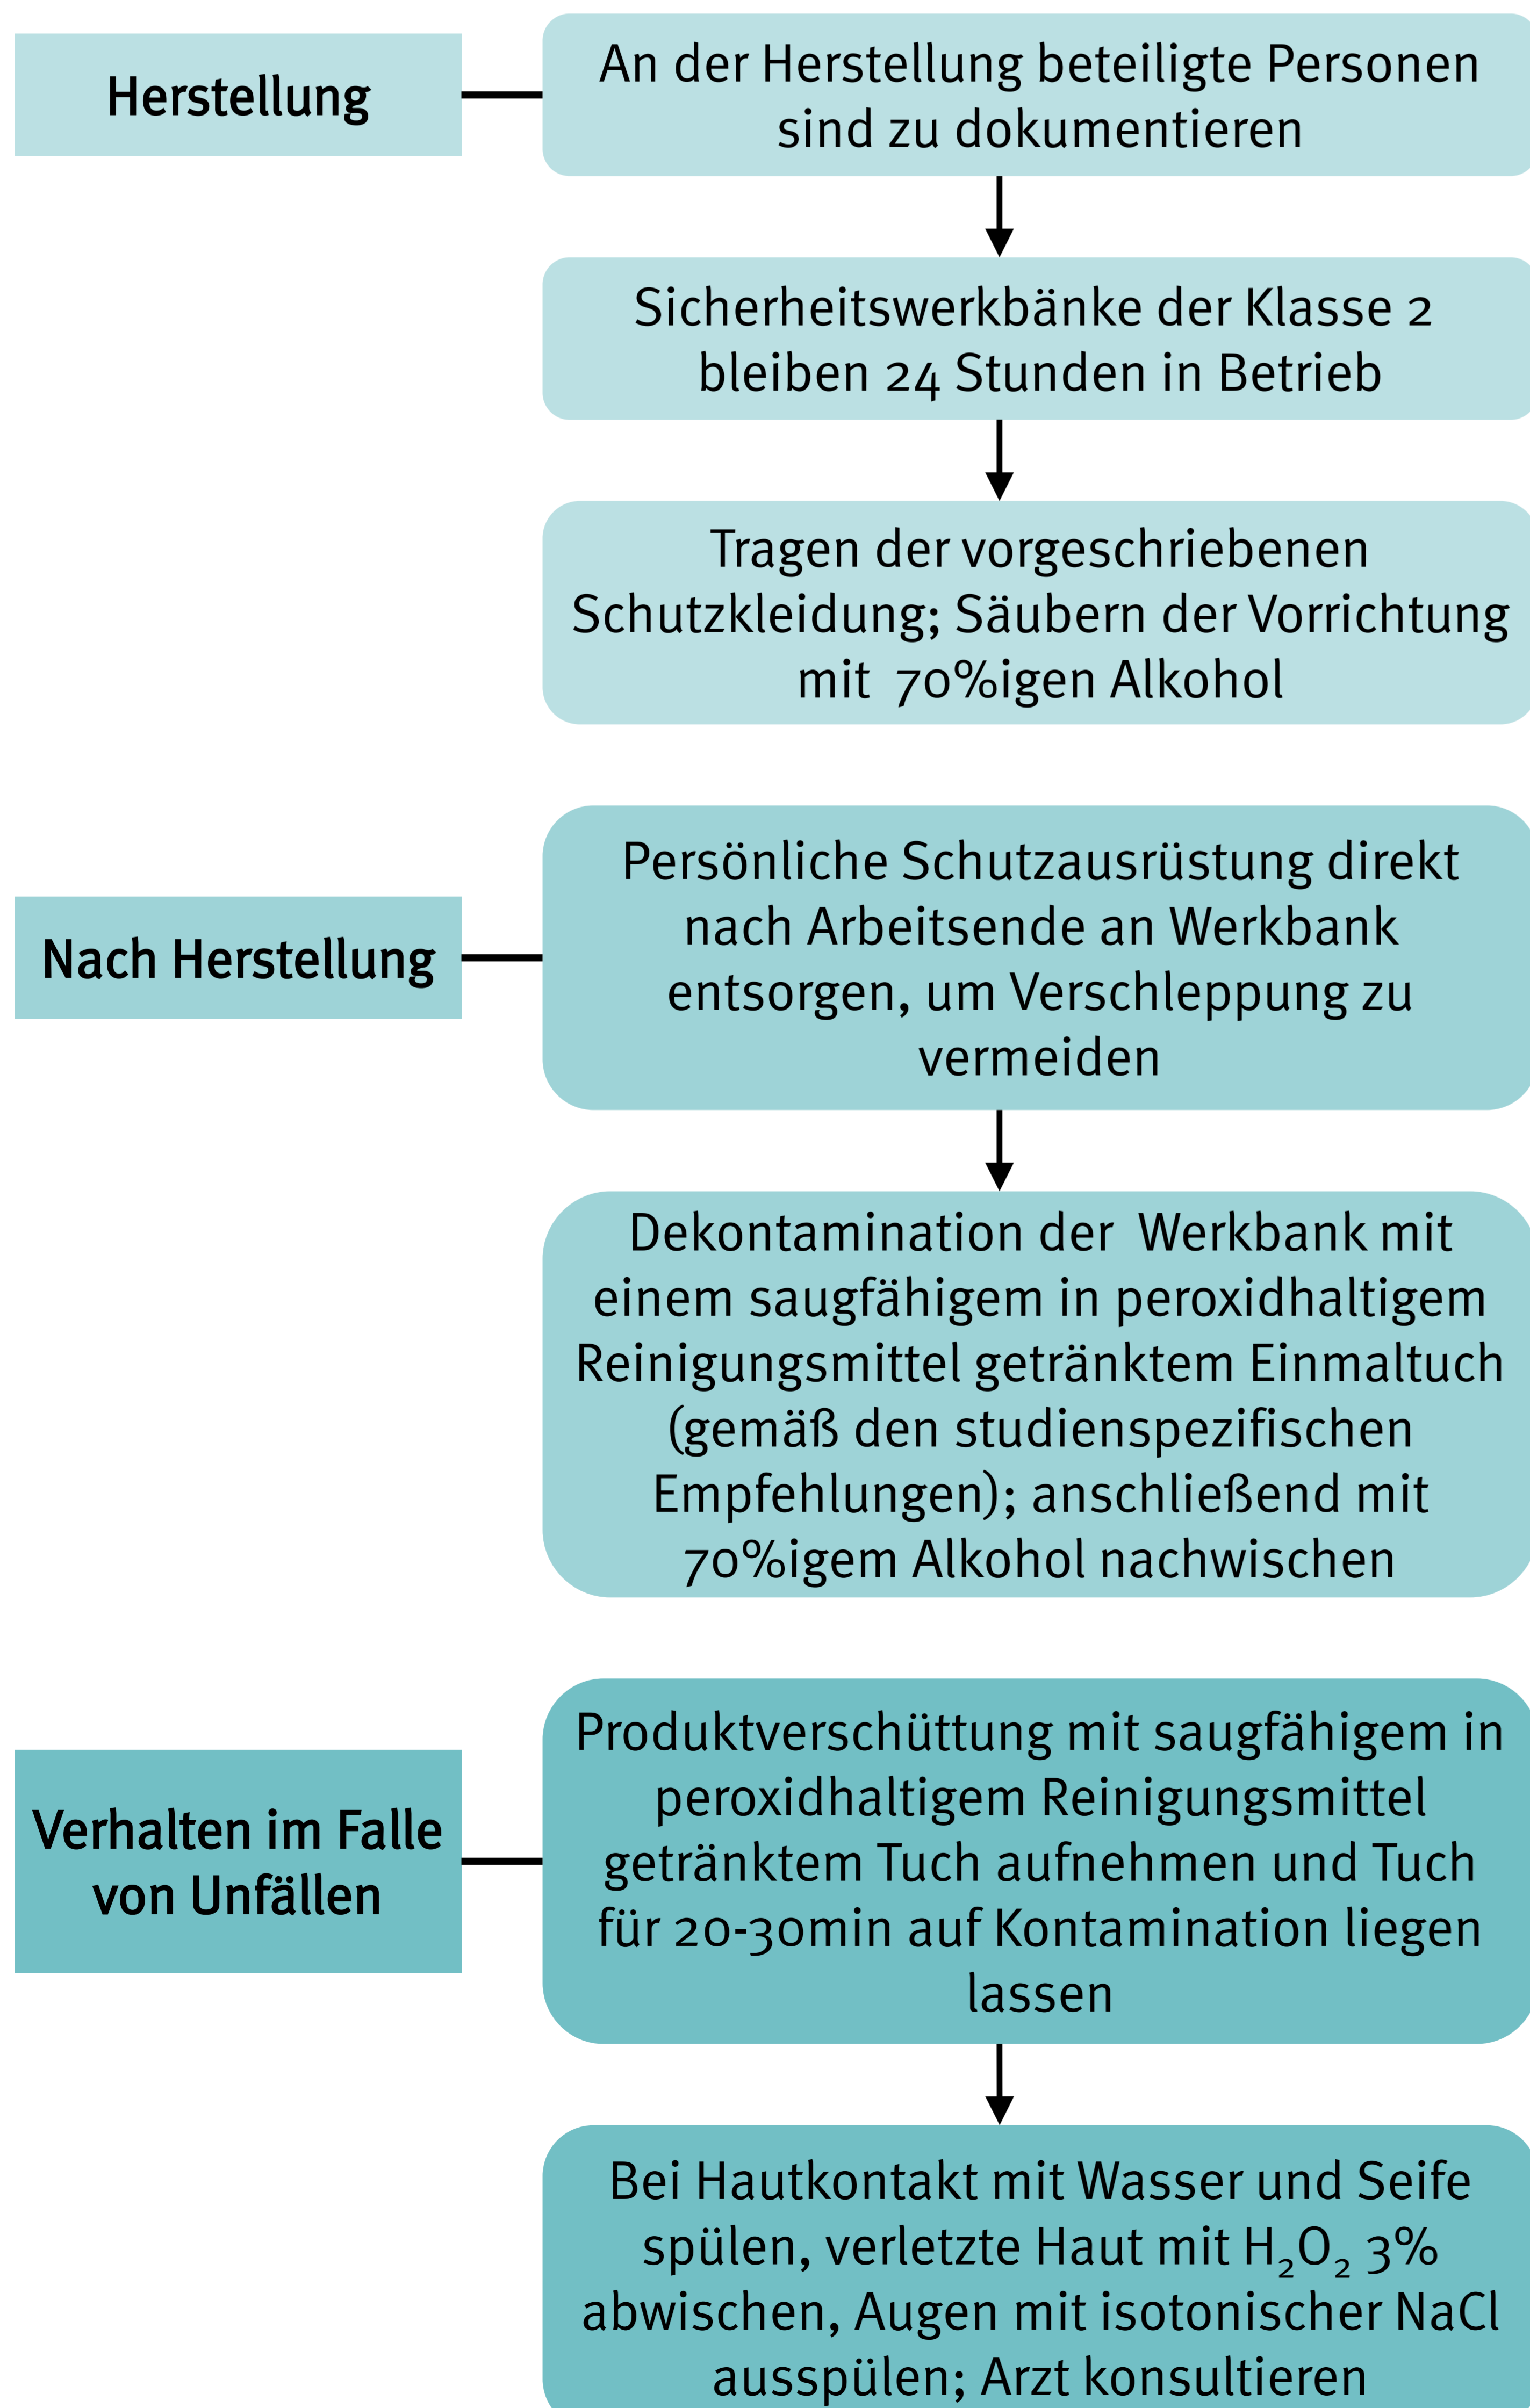 Herstellung
An der Herstellung beteiligte Personen
sind zu dokumentieren
Sicherheitswerkbänke der Klasse 2
bleiben 24 Stunden in Betrieb
Tragen der vorgeschriebenen
Schutzkleidung; Säubern der Vorrichtung
mit 70%igen Alkohol
Nach Herstellung
Persönliche Schutzausrüstung direkt
nach Arbeitsende an Werkbank
entsorgen, um Verschleppung zu
vermeiden
Dekontamination der Werkbank mit
einem saugfähigem in peroxidhaltigem
Reinigungsmittel getränktem Einmaltuch
(gemäß den studienspezifischen
Empfehlungen); anschließend mit
70%igem Alkohol nachwischen
Verhalten im Falle
von Unfällen
Produktverschüttung mit saugfähigem in
peroxidhaltigem Reinigungsmittel
getränktem Tuch aufnehmen und Tuch
für 20-30min auf Kontamination liegen
lassen
Bei Hautkontakt mit Wasser und Seife
spülen, verletzte Haut mit H₂O₂ 3%
abwischen, Augen mit isotonischer NaCl
ausspülen; Arzt konsultieren